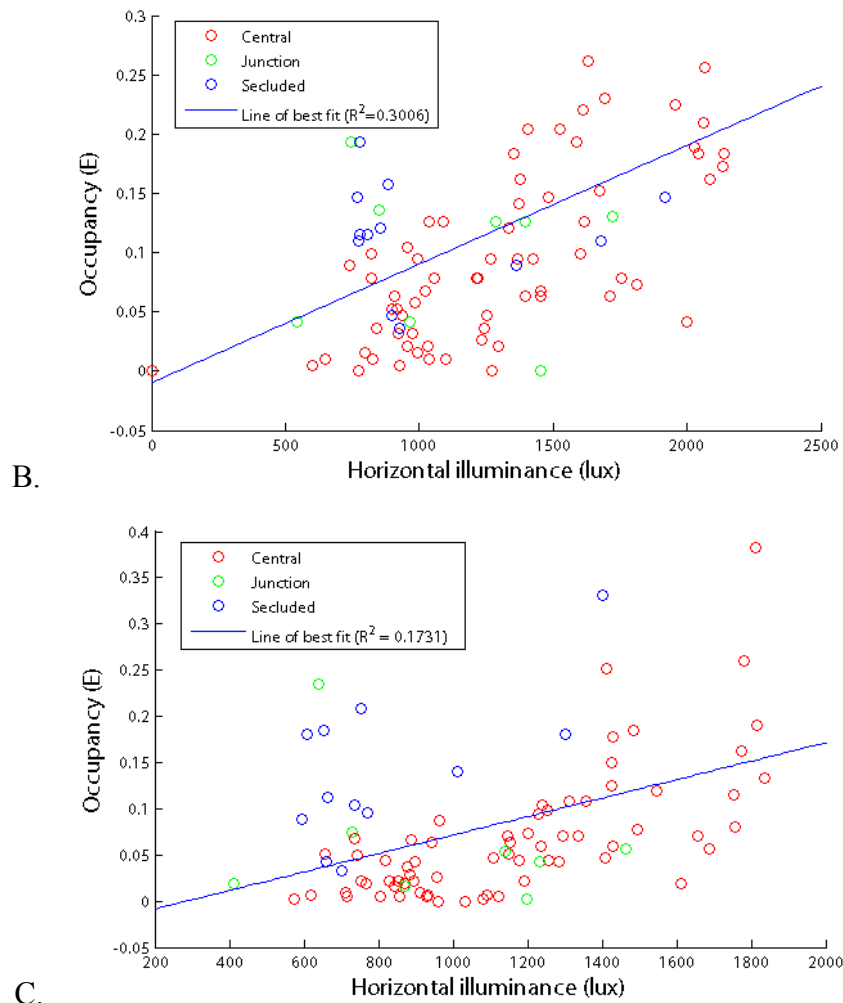 0.3
Central
Junction
Secluded
Line of best fit (R²=0.3006)
0.25
0.2
0.15
0.1
0.05
0
-0.05
Occupancy (E)
0 500 1000 1500 2000 2500
Horizontal illuminance (lux)
B.
0.4
Central
Junction
Secluded
Line of best fit (R² = 0.1731)
0.35
0.3
0.25
0.2
0.15
0.1
0.05
0
-0.05
Occupancy (E)
200 400 600 800 1000 1200 1400 1600 1800 2000
Horizontal illuminance (lux)
C.